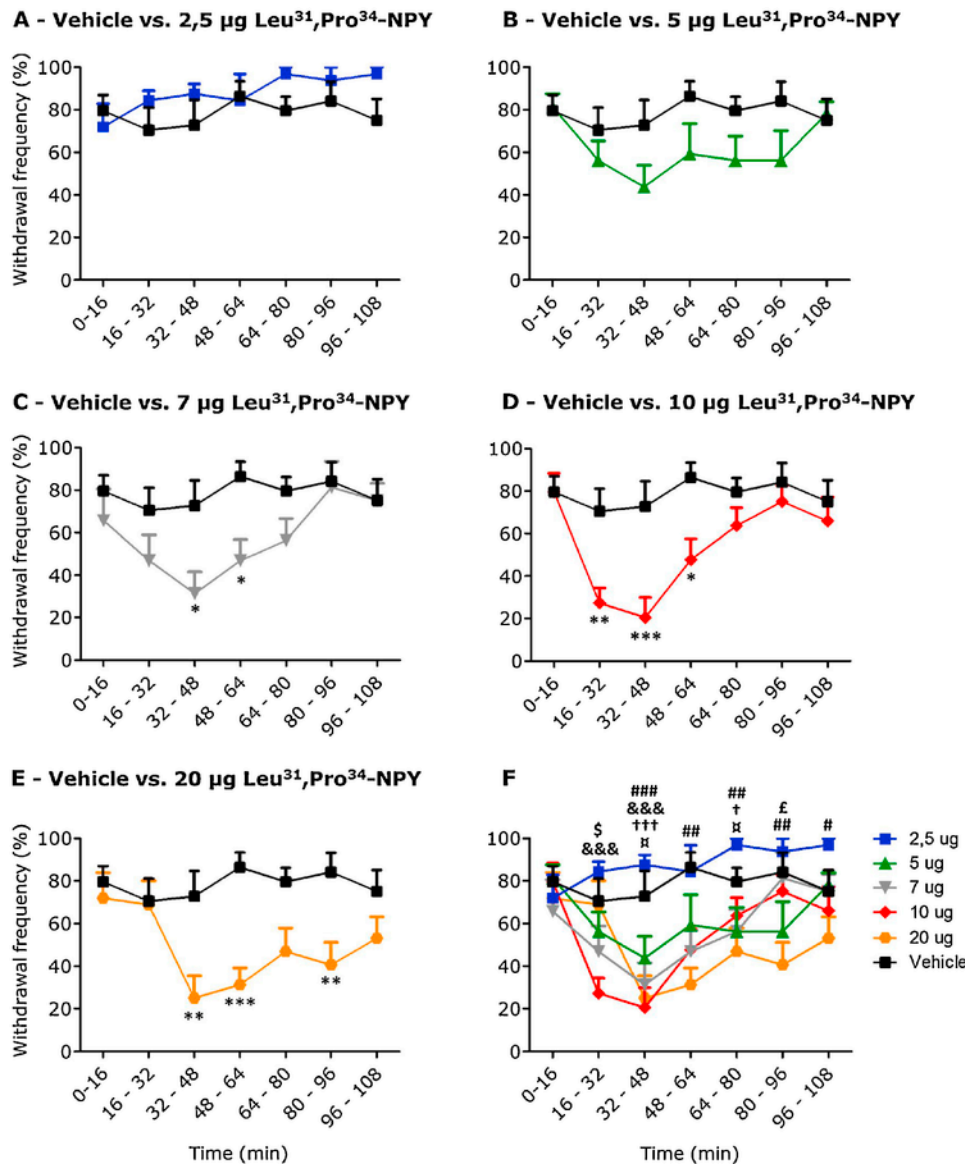 A - Vehicle vs. 2,5 µg Leu³¹,Pro³⁴-NPY
Withdrawal frequency (%)
100
80
60
40
20
0
0-16
16 - 32
32 - 48
48 - 64
64 - 80
80 - 96
96 - 108
B - Vehicle vs. 5 µg Leu³¹,Pro³⁴-NPY
100
80
60
40
20
0
0-16
16 - 32
32 - 48
48 - 64
64 - 80
80 - 96
96 - 108
C - Vehicle vs. 7 µg Leu³¹,Pro³⁴-NPY
Withdrawal frequency (%)
100
80
60
40
20
0
*
*
0-16
16 - 32
32 - 48
48 - 64
64 - 80
80 - 96
96 - 108
D - Vehicle vs. 10 µg Leu³¹,Pro³⁴-NPY
100
80
60
40
20
0
**
***
*
0-16
16 - 32
32 - 48
48 - 64
64 - 80
80 - 96
96 - 108
E - Vehicle vs. 20 µg Leu³¹,Pro³⁴-NPY
Withdrawal frequency (%)
100
80
60
40
20
0
**
***
**
0-16
16 - 32
32 - 48
48 - 64
64 - 80
80 - 96
96 - 108
Time (min)
F
100
80
60
40
20
0
$
&&&
###
&&&
†††
¤
##
##
†
¤
£
##
#
0-16
16 - 32
32 - 48
48 - 64
64 - 80
80 - 96
96 - 108
Time (min)
2,5 ug
5 ug
7 ug
10 ug
20 ug
Vehicle